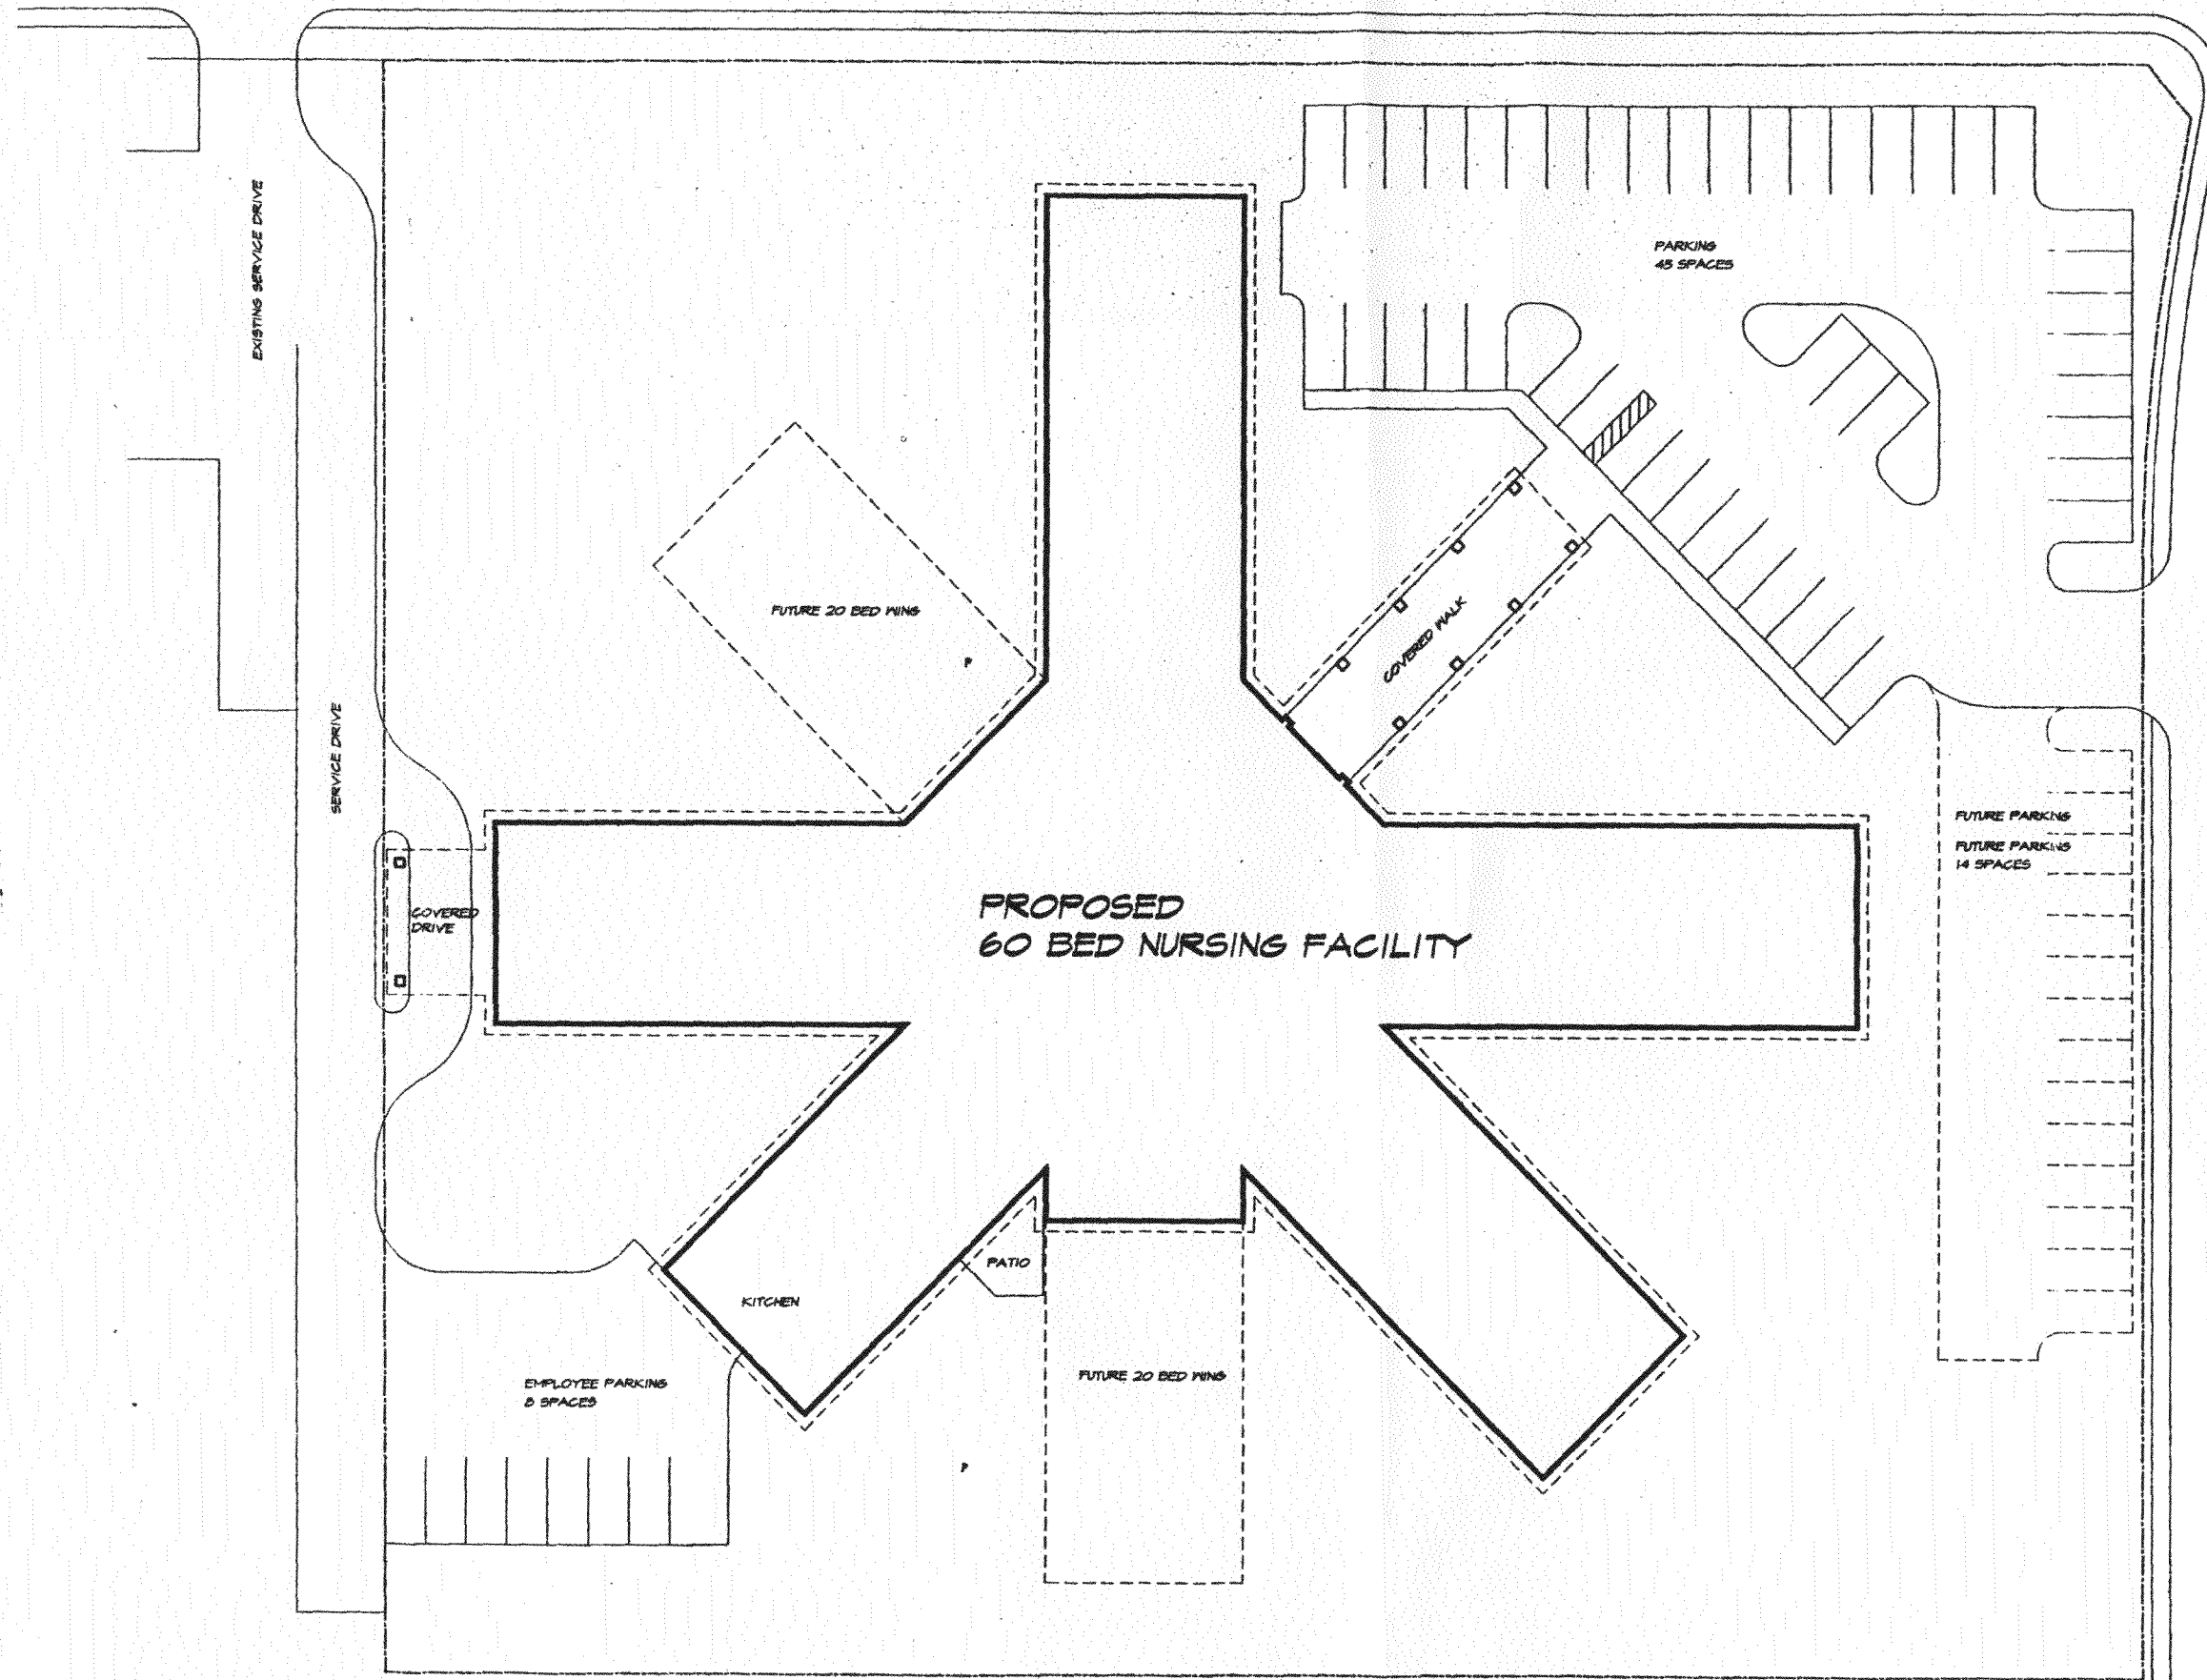 EXISTING SERVICE DRIVE
PARKING
45 SPACES
FUTURE 20 BED WING
COVERED WALK
SERVICE DRIVE
FUTURE PARKING
FUTURE PARKING
14 SPACES
COVERED
DRIVE
PROPOSED
60 BED NURSING FACILITY
PATIO
KITCHEN
EMPLOYEE PARKING
8 SPACES
FUTURE 20 BED WING